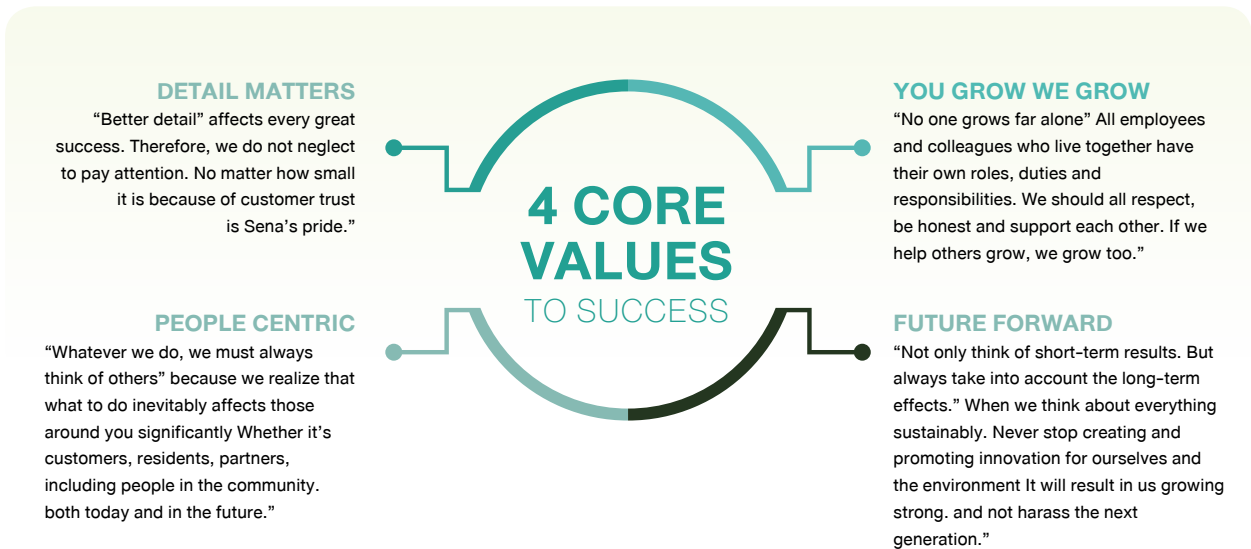 DETAIL MATTERS
“Better detail” affects every great
success. Therefore, we do not neglect
to pay attention. No matter how small
it is because of customer trust
is Sena’s pride.”
YOU GROW WE GROW
“No one grows far alone” All employees
and colleagues who live together have
their own roles, duties and
responsibilities. We should all respect,
be honest and support each other. If we
help others grow, we grow too.”
4 CORE
VALUES
TO SUCCESS
PEOPLE CENTRIC
“Whatever we do, we must always
think of others” because we realize that
what to do inevitably affects those
around you significantly Whether it’s
customers, residents, partners,
including people in the community.
both today and in the future.”
FUTURE FORWARD
“Not only think of short-term results. But
always take into account the long-term
effects.” When we think about everything
sustainably. Never stop creating and
promoting innovation for ourselves and
the environment It will result in us growing
strong. and not harass the next
generation.”